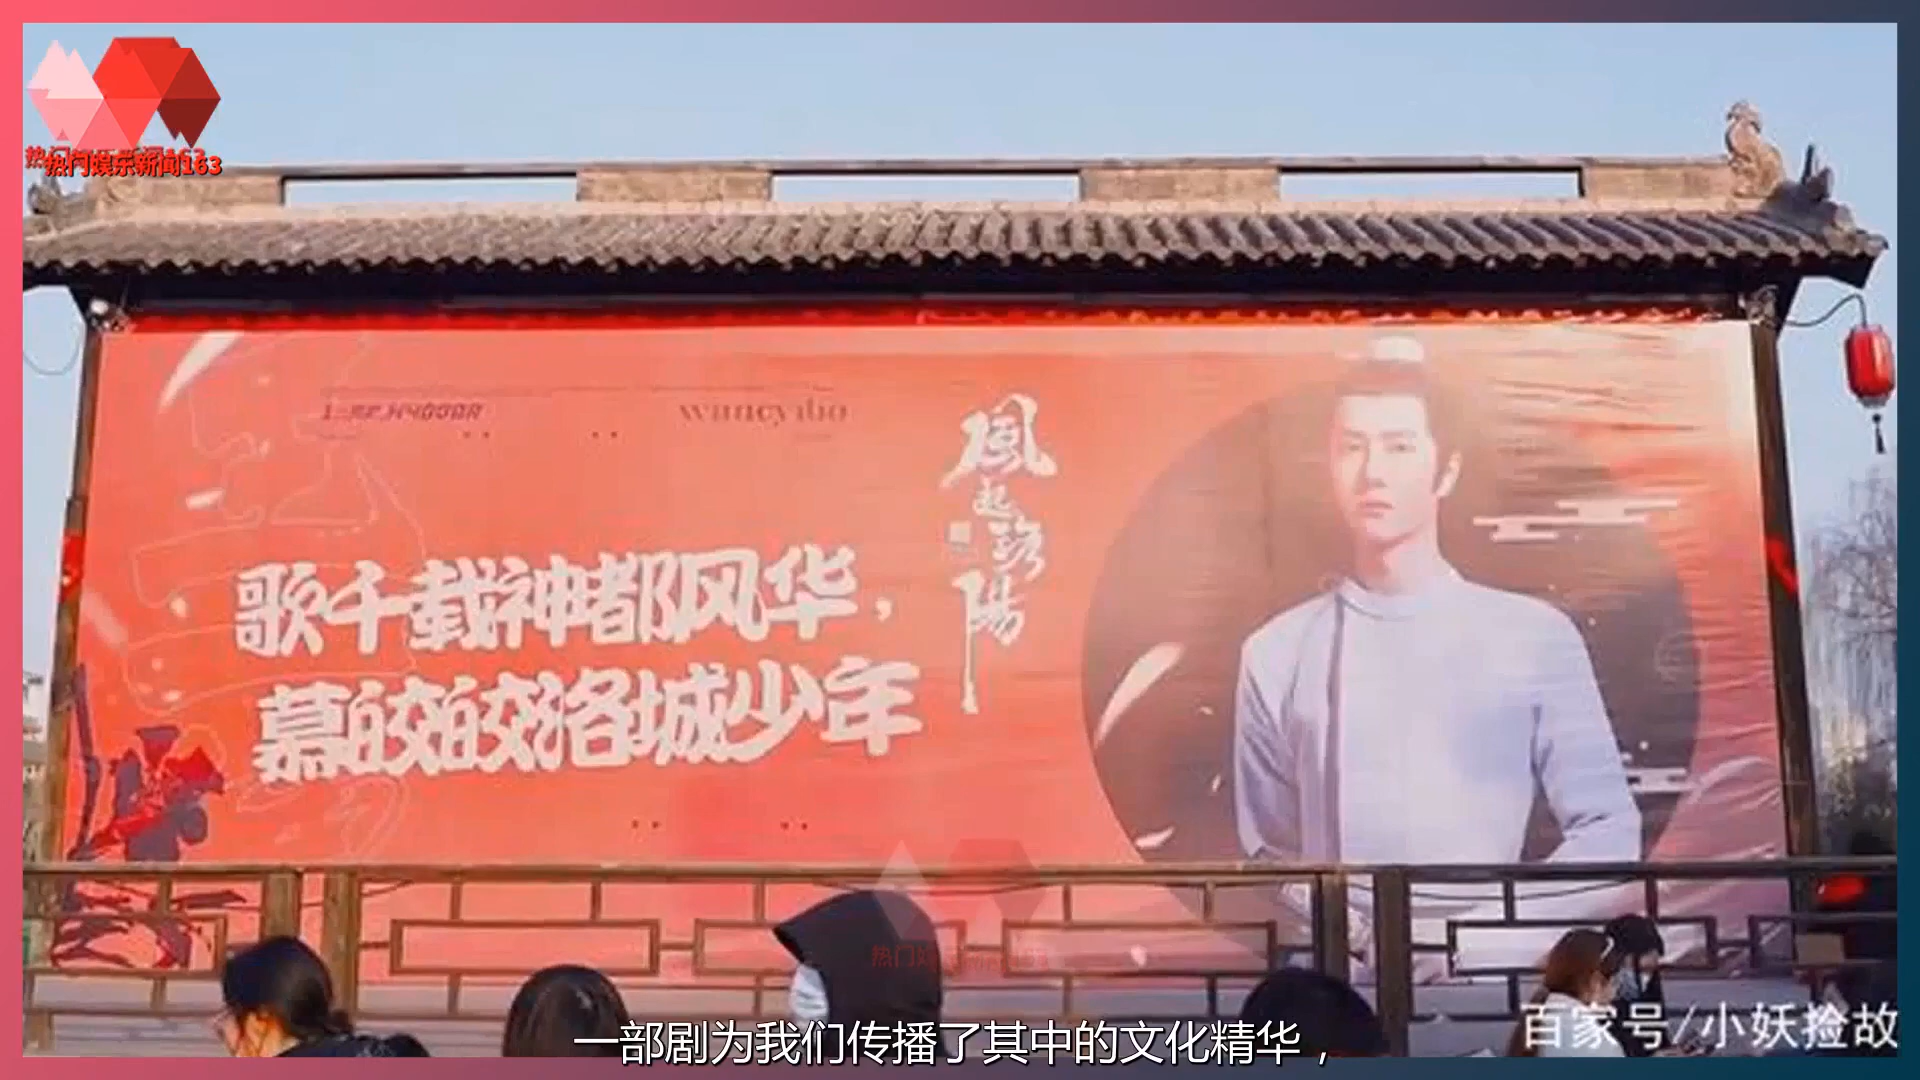 热门娱乐新闻163
wancyibo
風起洛陽
歌千载神都风华，
慕皎皎洛城少年
百家号/小妖捡故
一部剧为我们传播了其中的文化精华，